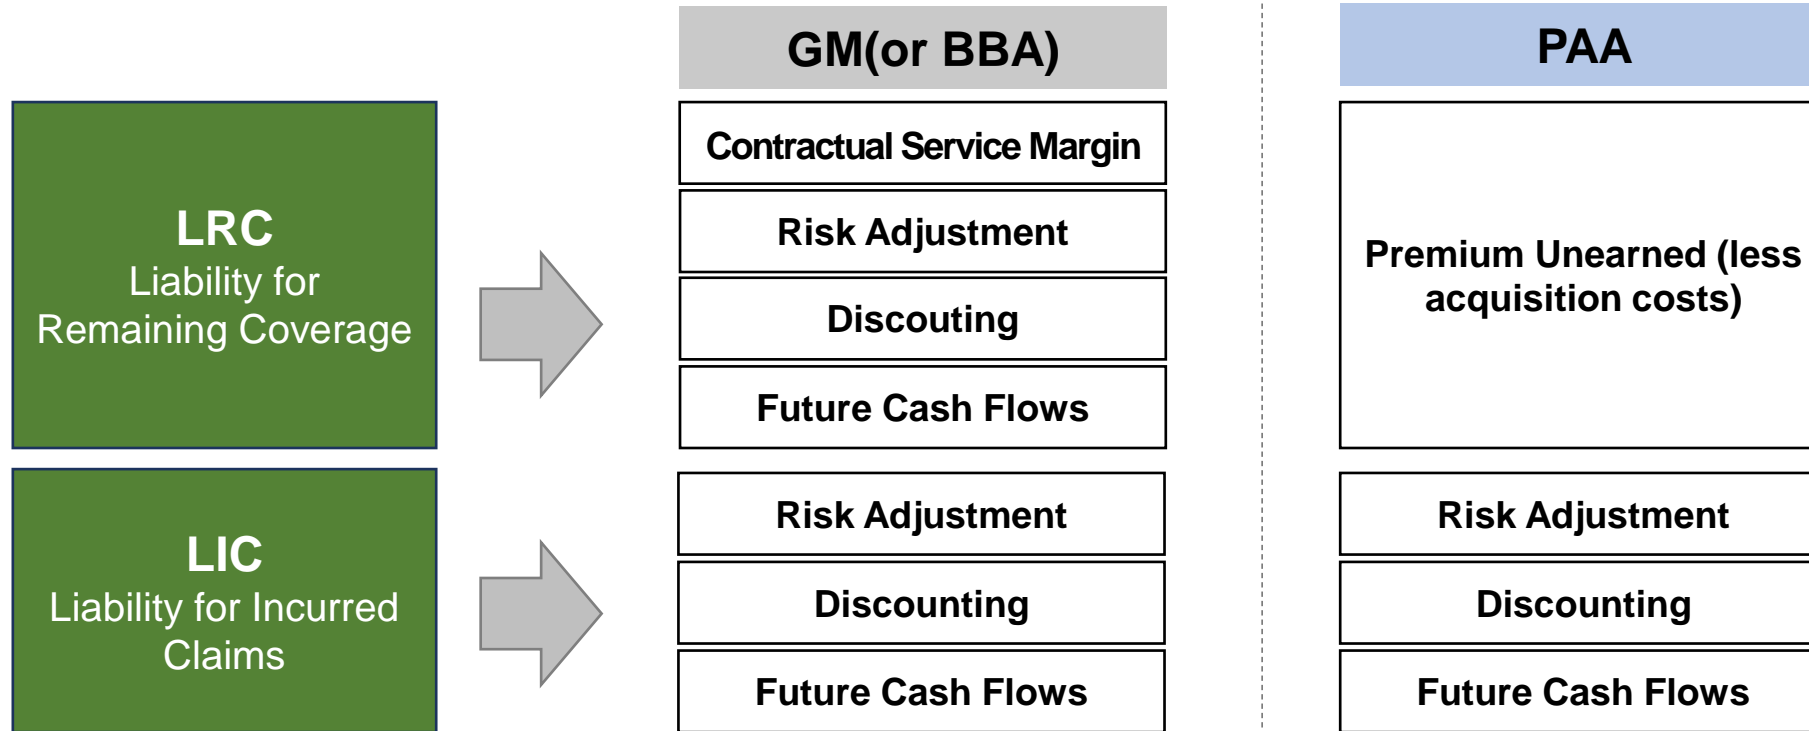 GM(or BBA)
PAA
LRC
Liability for
Remaining Coverage
Contractual Service Margin
Risk Adjustment
Discouting
Future Cash Flows
Premium Unearned (less
acquisition costs)
LIC
Liability for Incurred
Claims
Risk Adjustment
Discounting
Future Cash Flows
Risk Adjustment
Discounting
Future Cash Flows